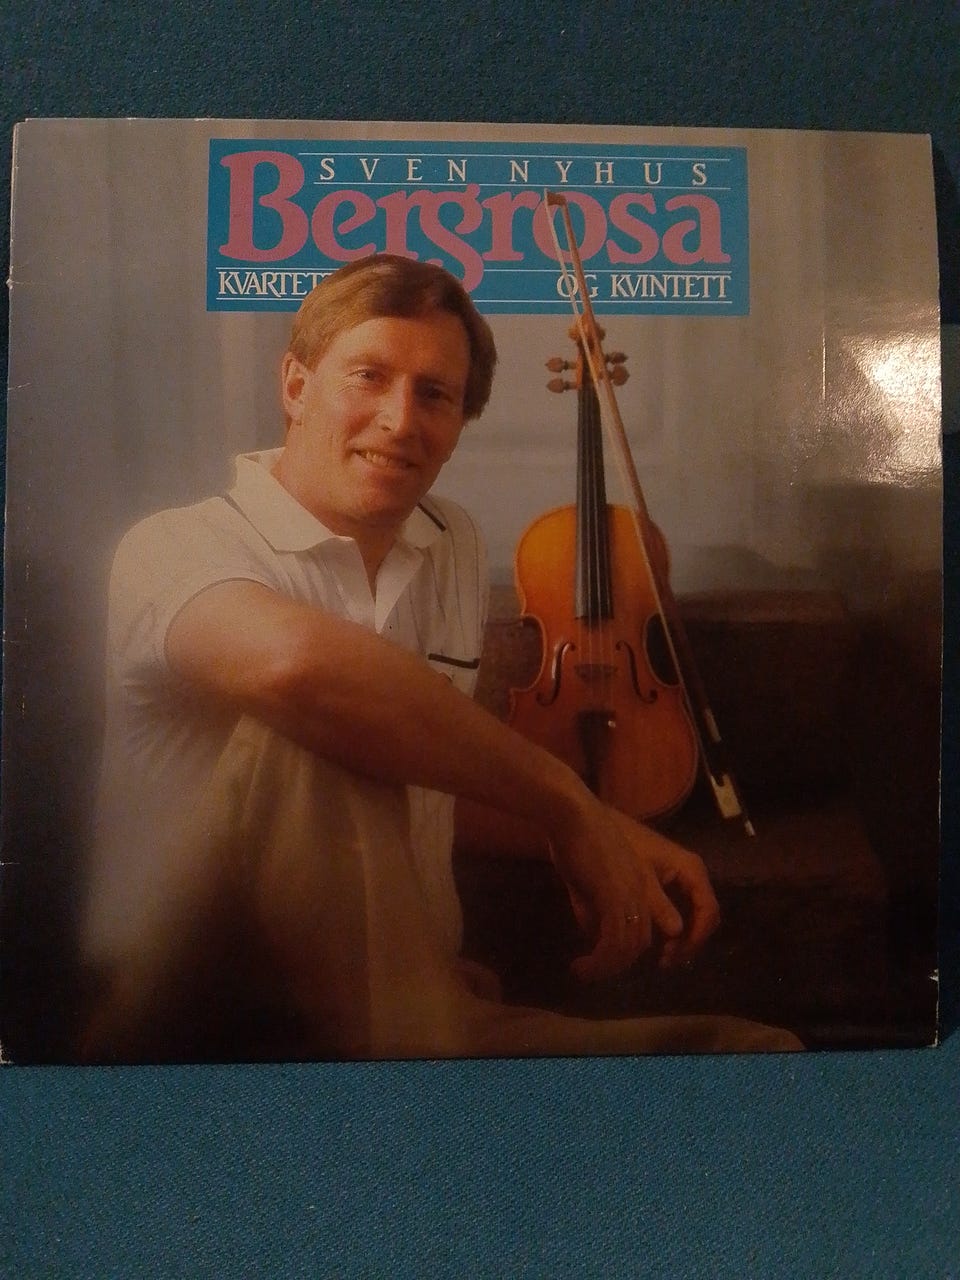 SVEN NYHUS
Bergrosa
KVARTETT OG KVINTETT